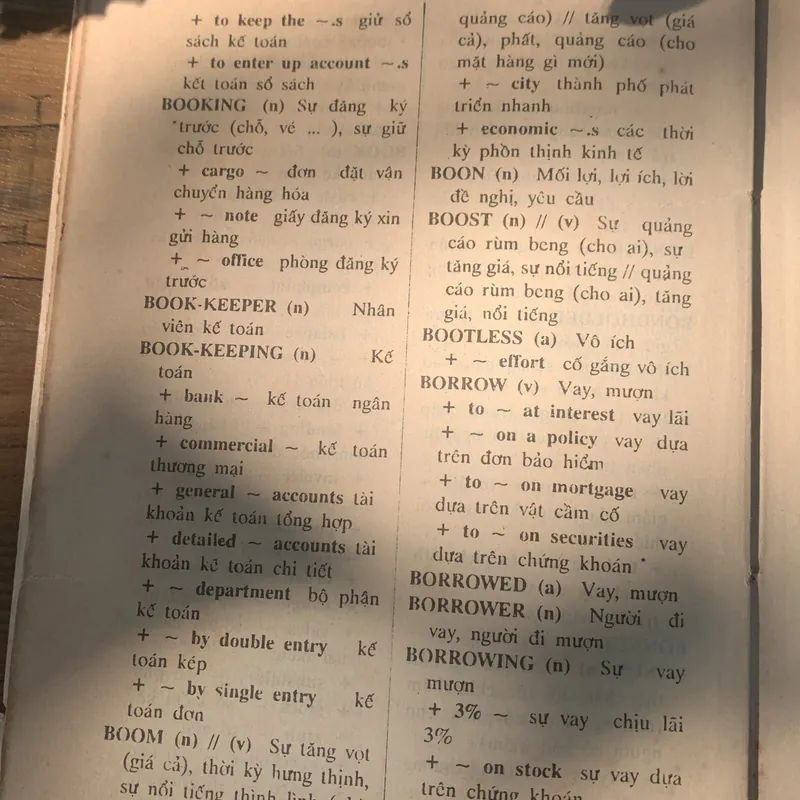 + to keep the ~.s giử sổ
sách kế toán
+ to enter up account ~.s
kết toán sổ sách
BOOKING (n) Sự đăng ký
trước (chỗ, vé ... ), sự giữ
chỗ trước
+ cargo ~ đơn đặt vận
chuyển hàng hóa
+ ~ note giấy đăng ký xin
gửi hàng
+ ~ office phòng đăng ký
trước
BOOK-KEEPER (n) Nhân
viên kế toán
BOOK-KEEPING (n) Kế
toán
+ bank ~ kế toán ngân
hàng
+ commercial ~ kế toán
thương mại
+ general ~ accounts tài
khoản kế toán tổng hợp
+ detailed ~ accounts tài
khoản kế toán chi tiết
+ ~ department bộ phận
kế toán
+ ~ by double entry kế
toán kép
+ ~ by single entry kế
toán đơn
BOOM (n) // (v) Sự tăng vọt
(giá cả), thời kỳ hưng thịnh,
sự nổi tiếng thình lình
quảng cáo) // tăng vọt (giá
cả), phất, quảng cáo (cho
mặt hàng gì mới)
+ ~ city thành phố phát
triển nhanh
+ economic ~.s các thời
kỳ phồn thịnh kinh tế
BOON (n) Mối lợi, lợi ích, lời
đề nghị, yêu cầu
BOOST (n) // (v) Sự quảng
cáo rùm beng (cho ai), sự
tăng giá, sự nổi tiếng // quảng
cáo rùm beng (cho ai), tăng
giá, nổi tiếng
BOOTLESS (a) Vô ích
+ ~ effort cố gắng vô ích
BORROW (v) Vay, mượn
+ to ~ at interest vay lãi
+ ~ on a policy vay dựa
trên đơn bảo hiểm
+ to ~ on mortgage vay
dựa trên vật cầm cố
+ to ~ on securities vay
dựa trên chứng khoán
BORROWED (a) Vay, mượn
BORROWER (n) Người đi
vay, người đi mượn
BORROWING (n) Sự vay
mượn
+ 3% ~ sự vay chịu lãi
3%
+ ~ on stock sự vay dựa
trên chứng khoán